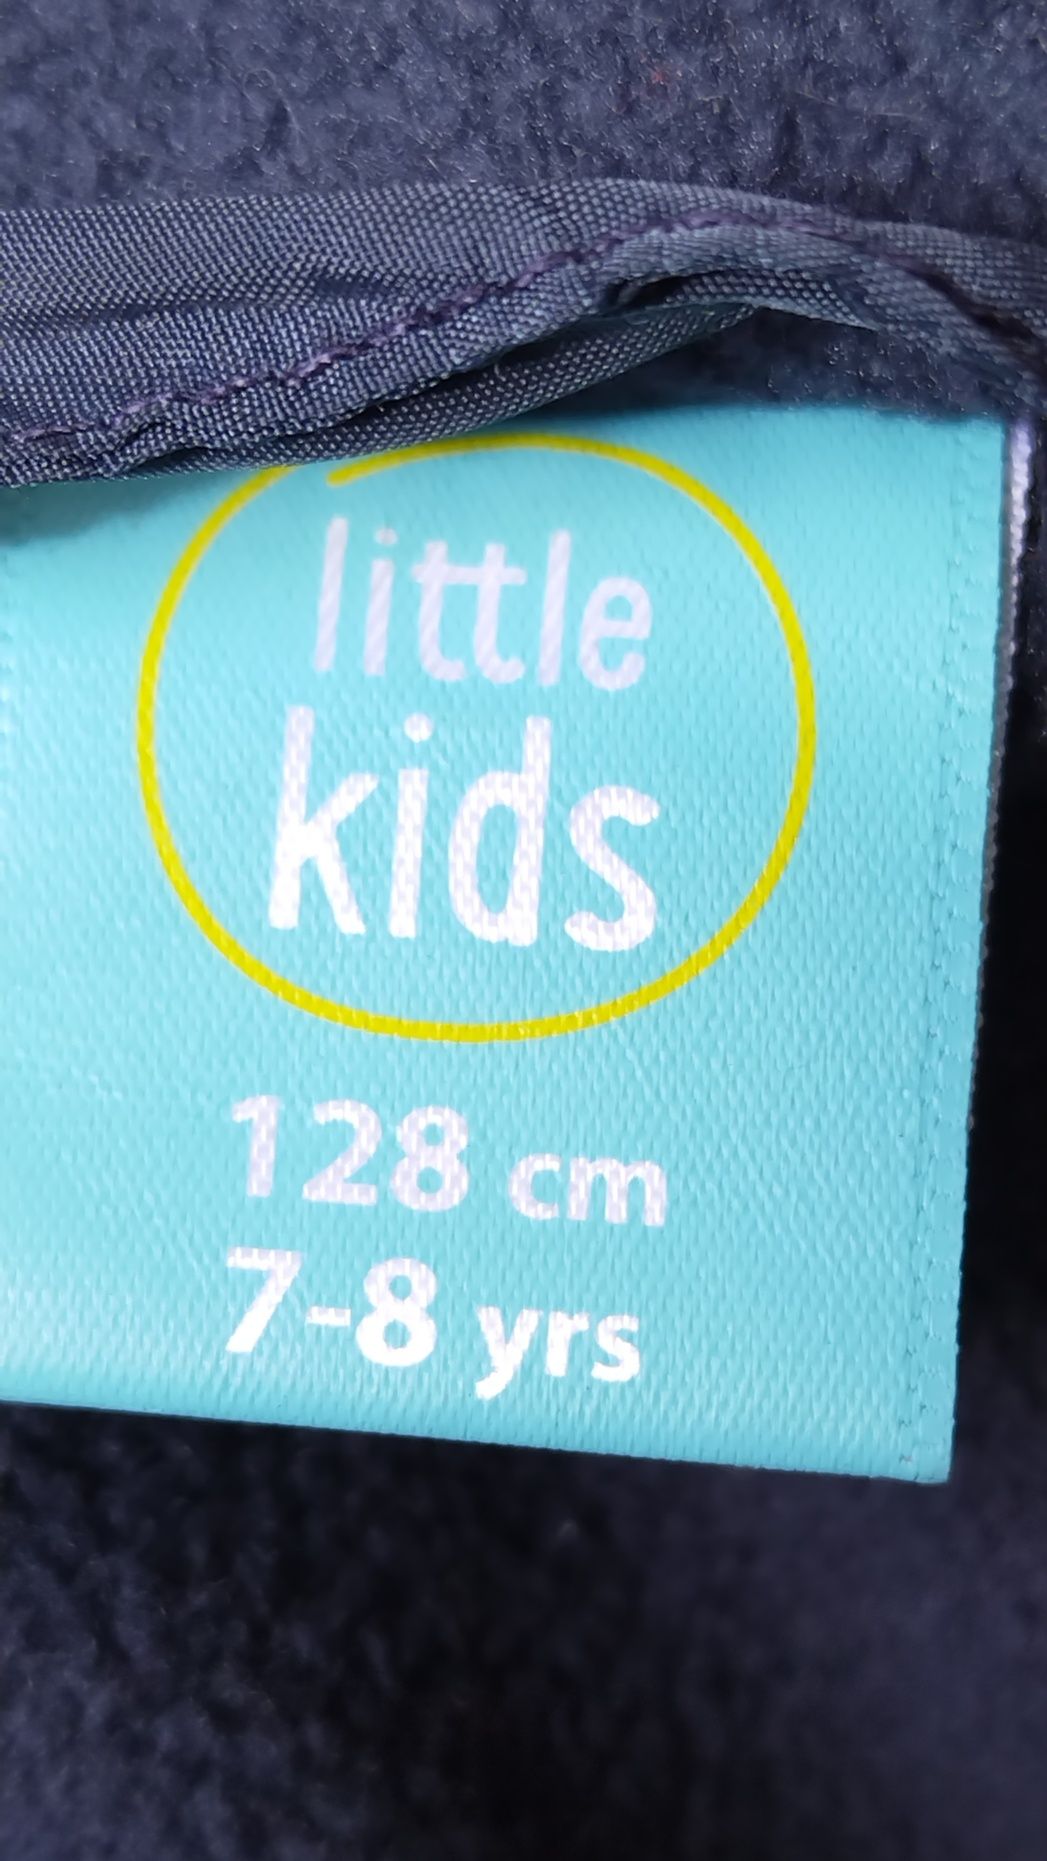 little
kids
128 cm
7-8 yrs